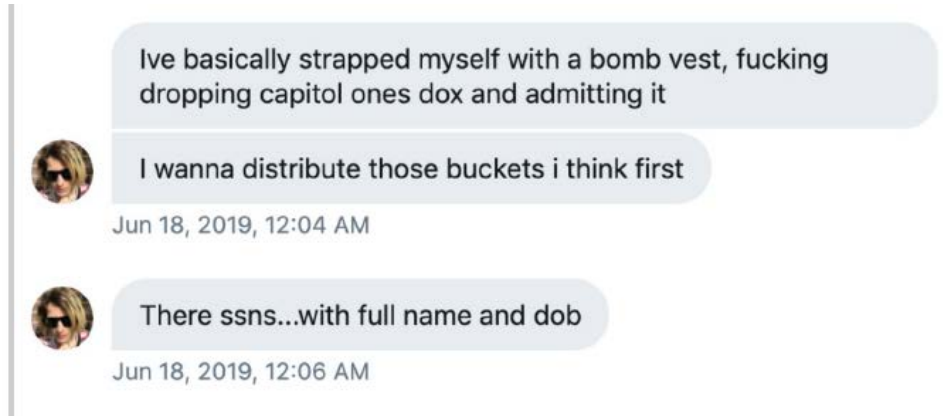 Ive basically strapped myself with a bomb vest, fucking
dropping capitol ones dox and admitting it
I wanna distribute those buckets i think first
Jun 18, 2019, 12:04 AM
There ssns...with full name and dob
Jun 18, 2019, 12:06 AM